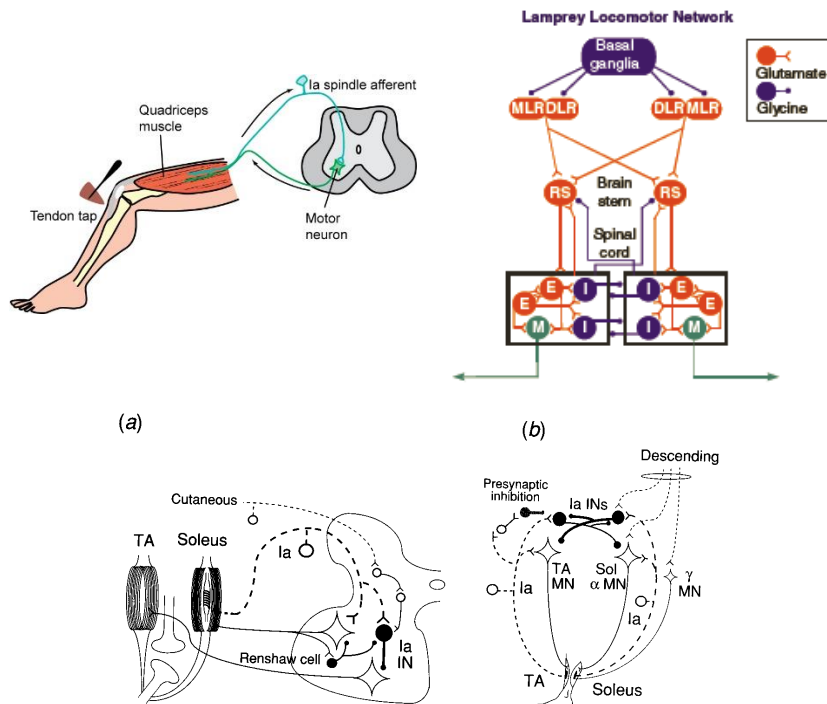 Ia spindle afferent
Quadriceps
muscle
Tendon tap
Motor
neuron
Lamprey Locomotor Network
Basal
ganglia
MLR DLR
DLR MLR
Glutamate
Glycine
RS
Brain
stem
RS
Spinal
cord
E
I
I
E
E
E
M
I
I
M
(a)
(b)
Cutaneous
TA
Soleus
Ia
Renshaw cell
Ia
IN
Descending
Presynaptic
inhibition
Ia INs
TA
MN
Sol
α MN
γ
MN
Ia
Ia
TA
Soleus